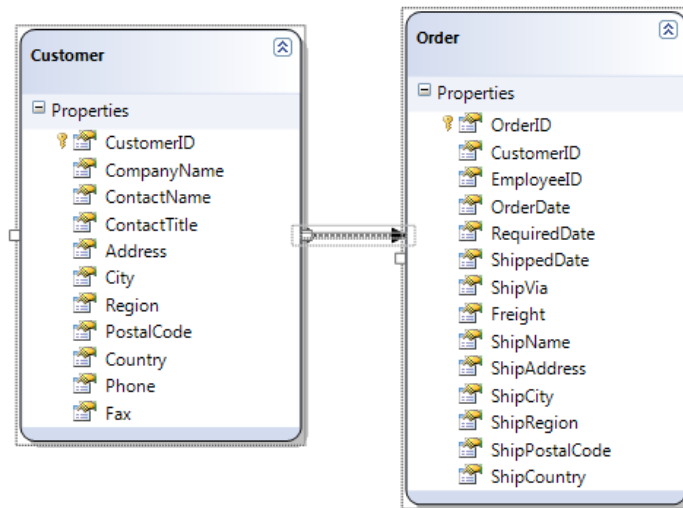 Customer
Properties
CustomerID
CompanyName
ContactName
ContactTitle
Address
City
Region
PostalCode
Country
Phone
Fax
Order
Properties
OrderID
CustomerID
EmployeeID
OrderDate
RequiredDate
ShippedDate
ShipVia
Freight
ShipName
ShipAddress
ShipCity
ShipRegion
ShipPostalCode
ShipCountry